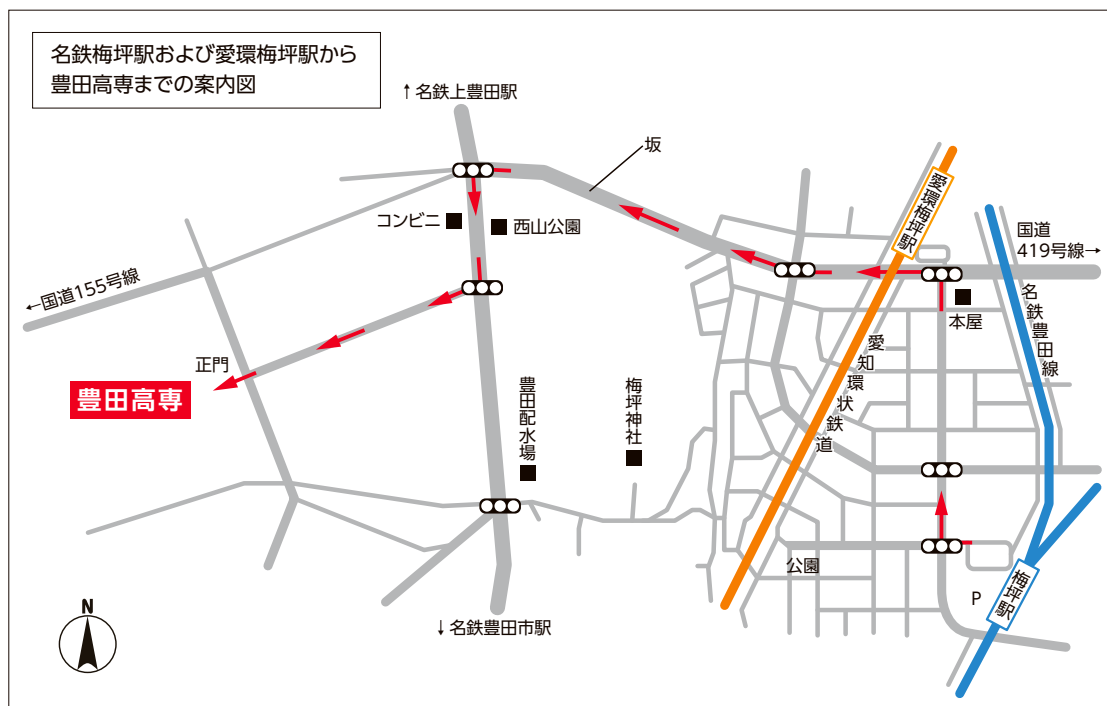 名鉄梅坪駅および愛環梅坪駅から
豊田高専までの案内図
↑名鉄上豊田駅
坂
コンビニ
西山公園
愛環梅坪駅
国道
419号線→
←国道155号線
本屋
名鉄豊田線
正門
豊田高専
愛知環状鉄道
豊田配水場
梅坪神社
公園
P
梅坪駅
↓名鉄豊田市駅
N